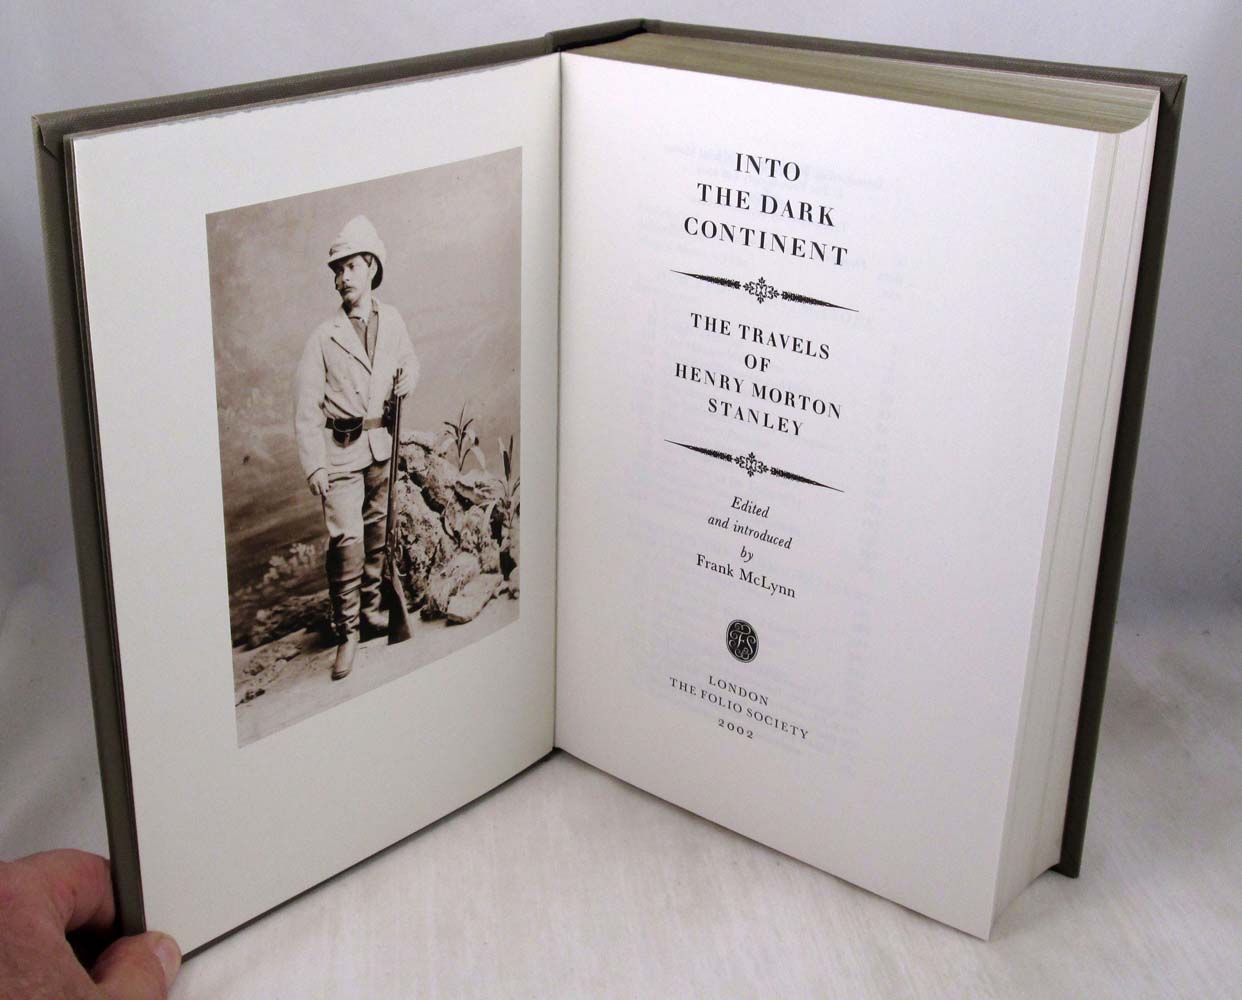 INTO
THE DARK
CONTINENT
THE TRAVELS
OF
HENRY MORTON
STANLEY
Edited
and introduced
by
Frank McLynn
FS
LONDON
THE FOLIO SOCIETY
2002